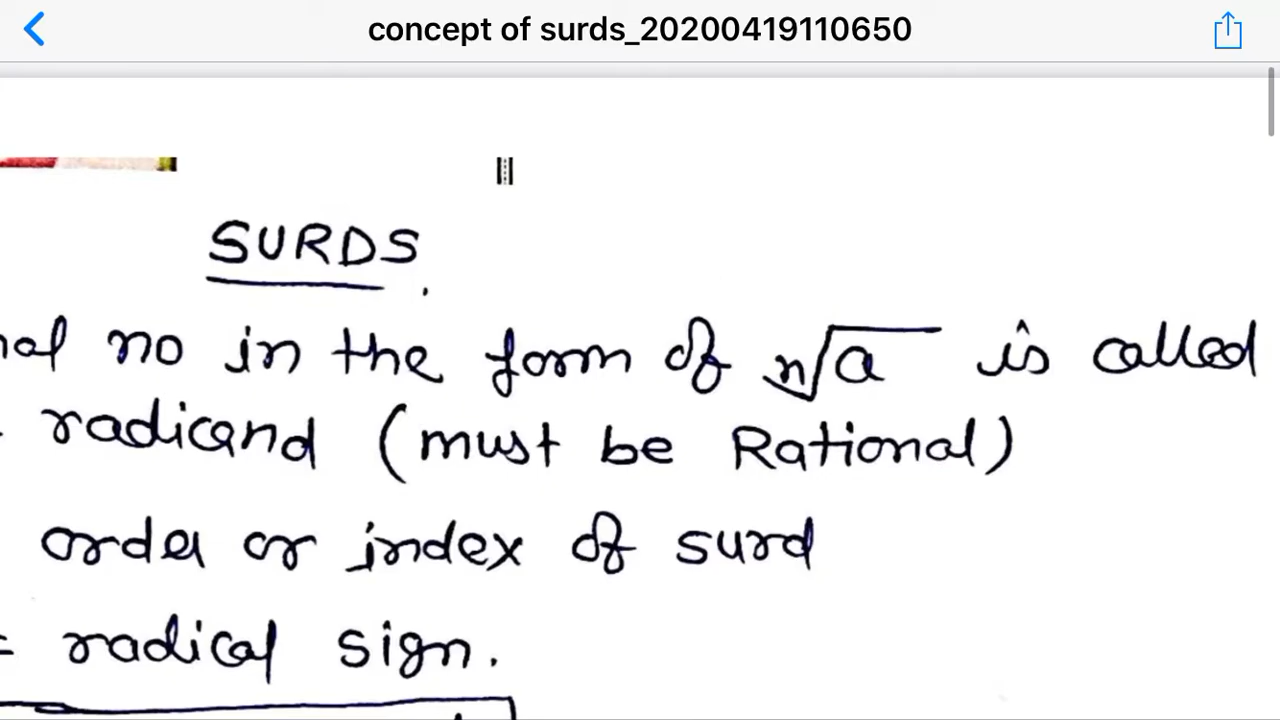 concept of surds_20200419110650
SURDS.
no in the form of ⁿ√a is called
radicand (must be Rational)
order or index of surd
= radical sign.